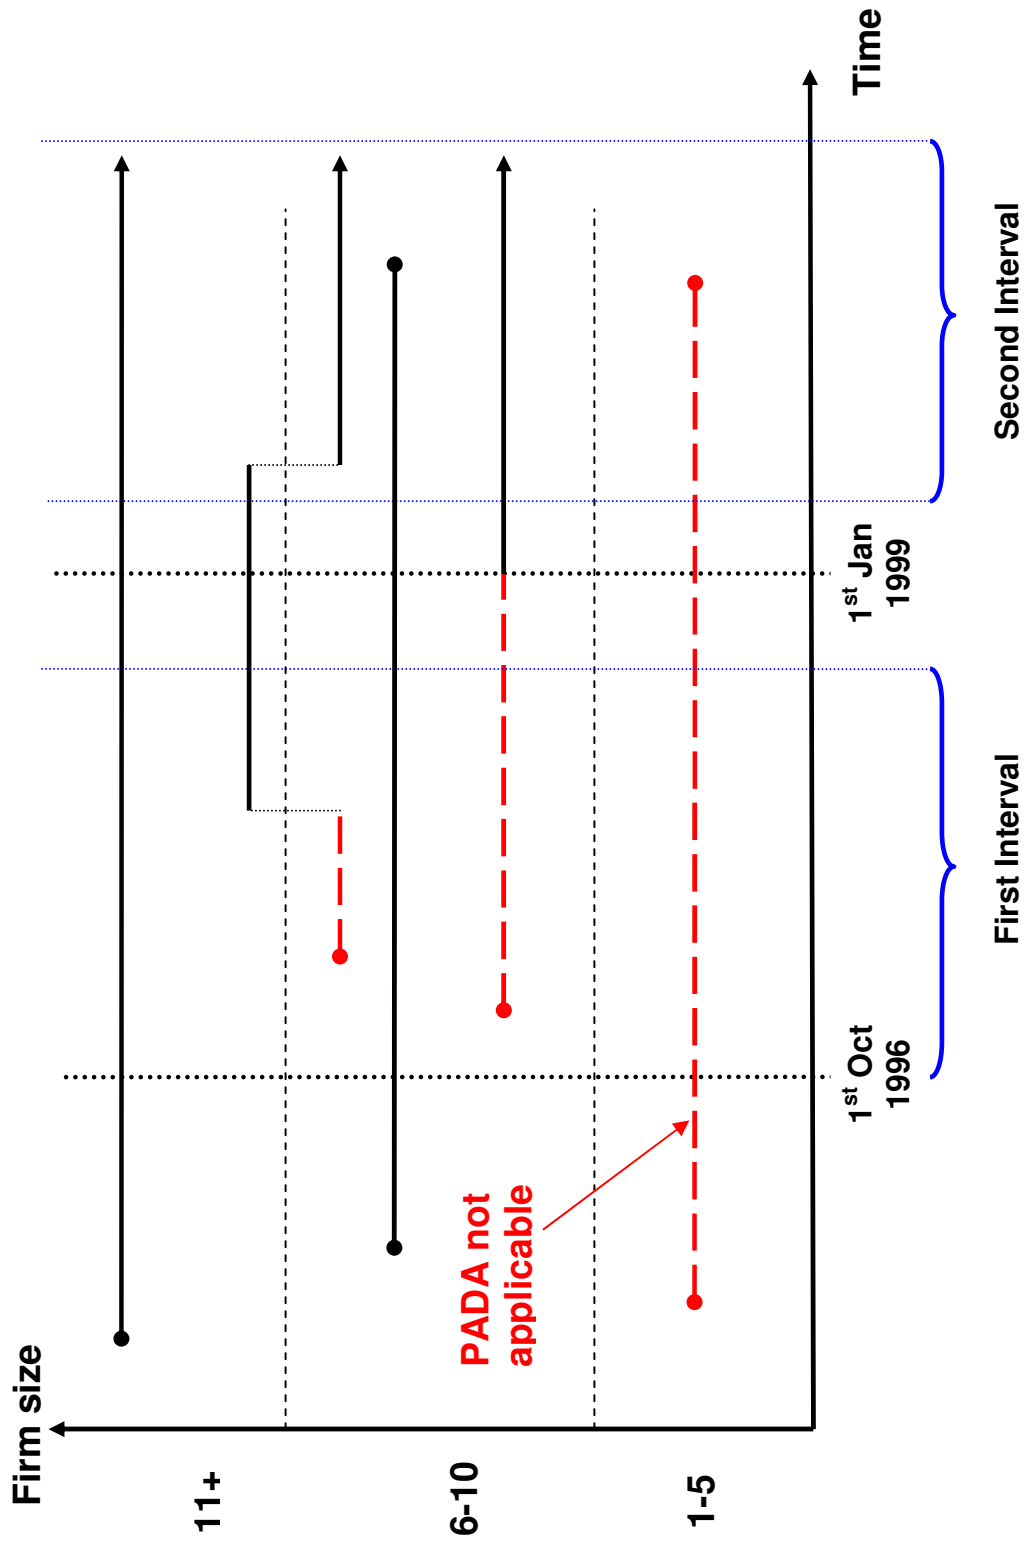 Firm size
11+
6-10
1-5
PADA not
applicable
1st Oct
1996
1st Jan
1999
Time
First Interval
Second Interval